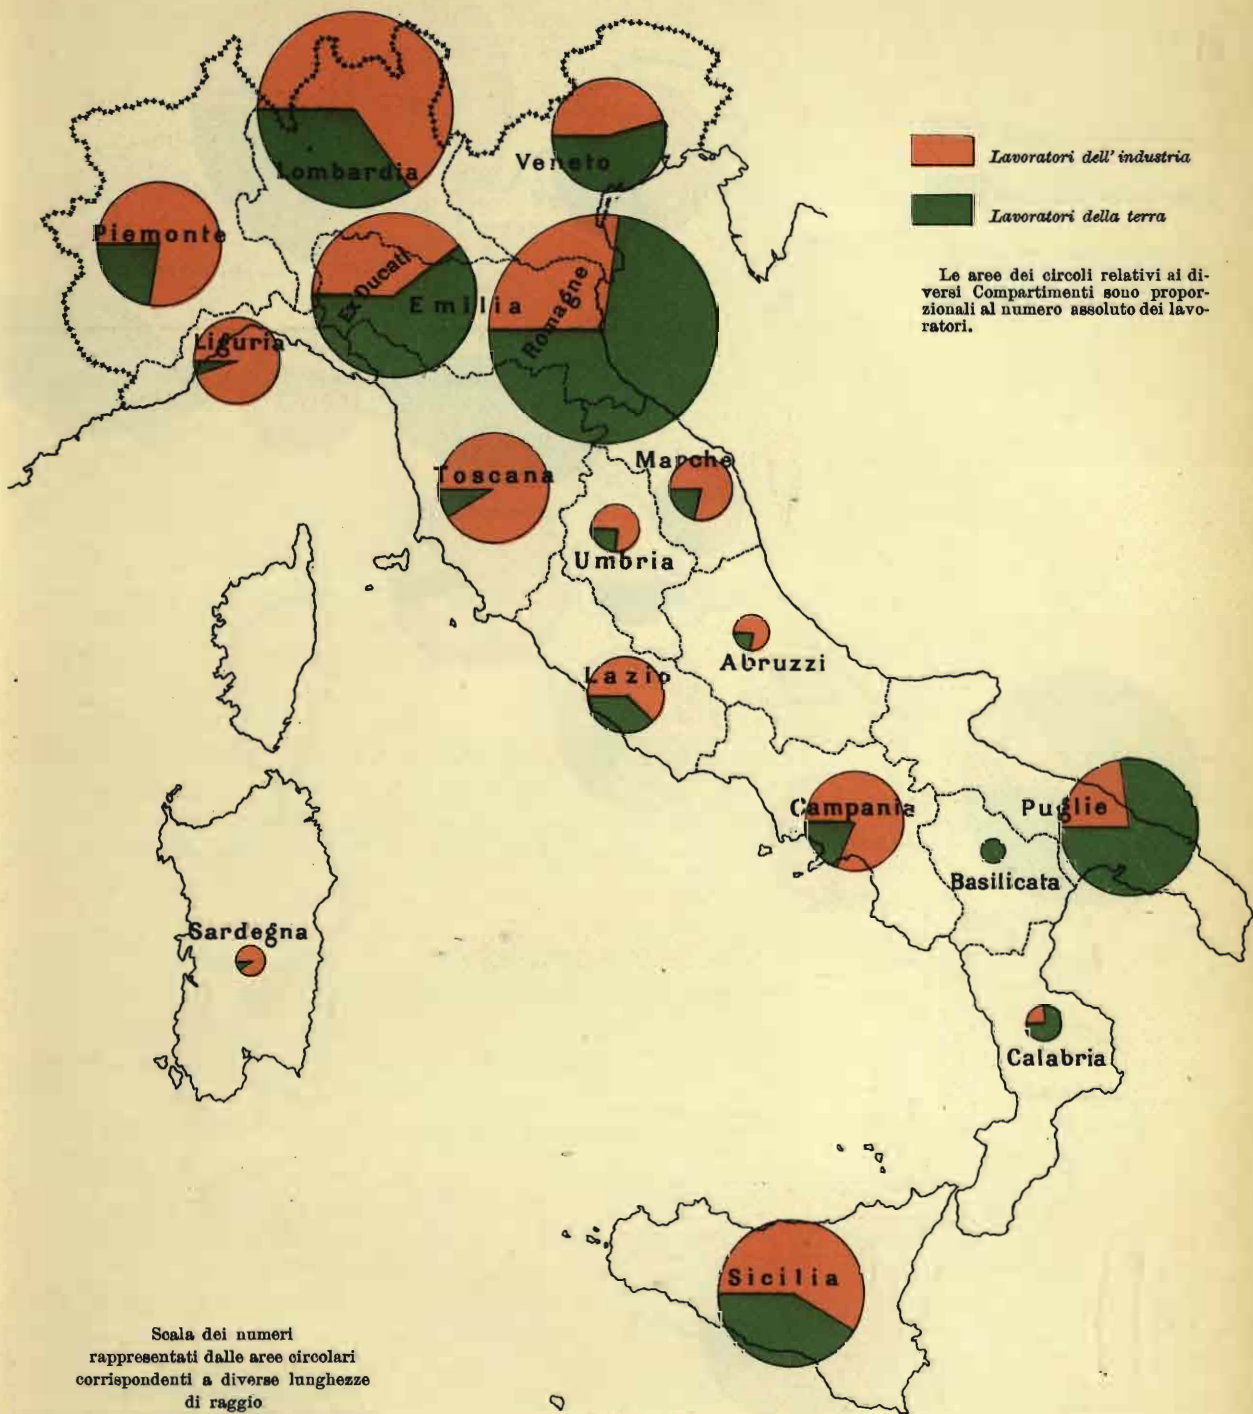 Lombardia
Veneto
Piemonte
Ex Ducati
Emilia
Romagne
Liguria
Toscana
Marche
Umbria
Abruzzi
Lazio
Campania
Puglie
Basilicata
Sardegna
Calabria
Sicilia
Lavoratori dell' industria
Lavoratori della terra
Le aree dei circoli relativi ai di-
versi Compartimenti sono propor-
zionali al numero assoluto dei lavo-
ratori.
Scala dei numeri
rappresentati dalle aree circolari
corrispondenti a diverse lunghezze
di raggio